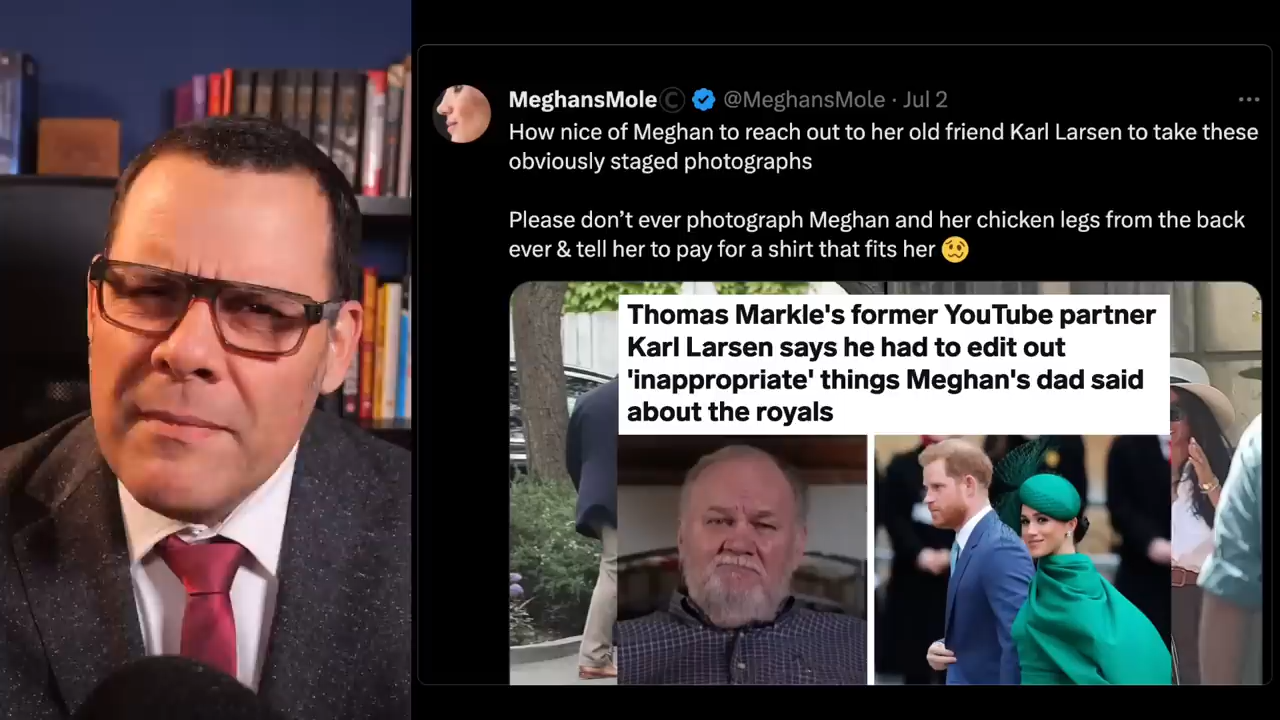 MeghansMole© @MeghansMole · Jul 2
How nice of Meghan to reach out to her old friend Karl Larsen to take these
obviously staged photographs
Please don’t ever photograph Meghan and her chicken legs from the back
ever & tell her to pay for a shirt that fits her 🥴
Thomas Markle's former YouTube partner
Karl Larsen says he had to edit out
'inappropriate' things Meghan's dad said
about the royals